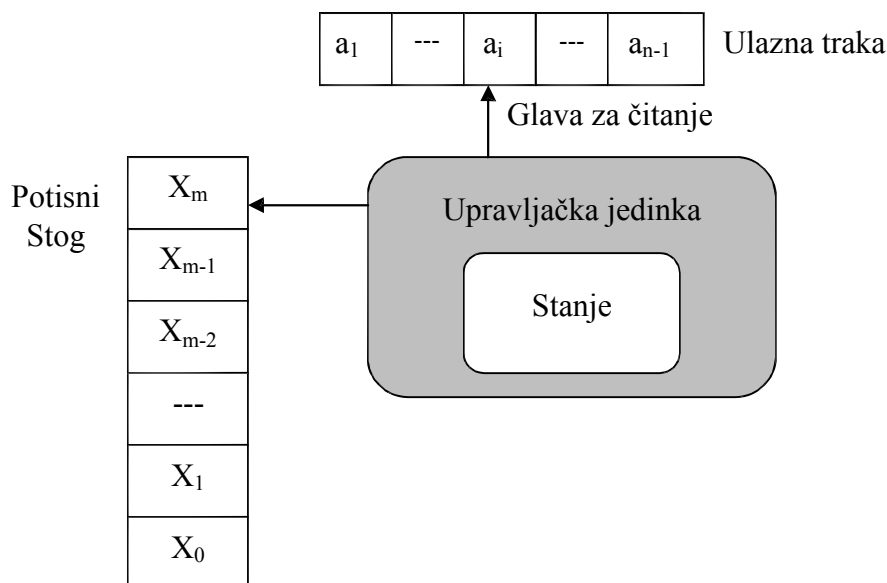 a₁ --- aᵢ --- aₙ₋₁ Ulazna traka
Glava za čitanje
Potisni
Stog
Xₘ
Xₘ₋₁
Xₘ₋₂
---
X₁
X₀
Upravljačka jedinka
Stanje